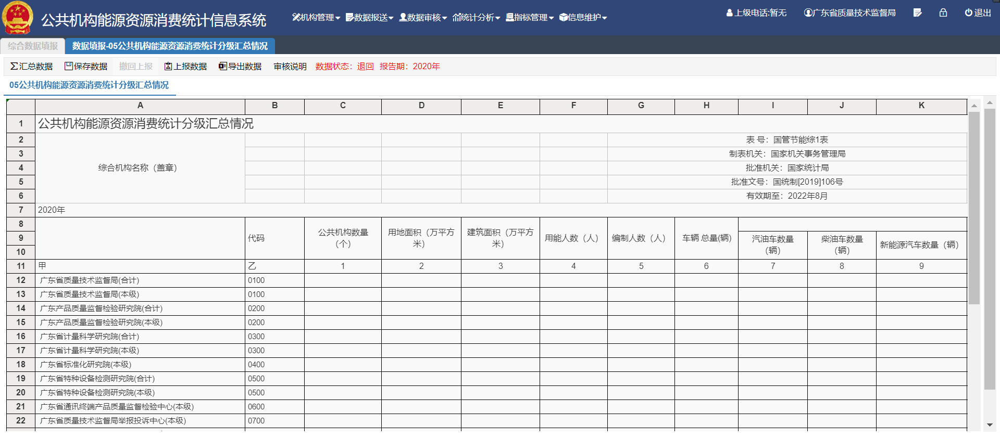 公共机构能源资源消费统计信息系统
机构管理 数据报送 数据审核 统计分析 指标管理 信息维护
上级电话:暂无 广东省质量技术监督局 退出
综合数据填报 数据填报-05公共机构能源资源消费统计分级汇总情况
汇总数据 保存数据 撤回上报 上报数据 导出数据 审核说明 数据状态：退回 报告期：2020年
05公共机构能源资源消费统计分级汇总情况
A B C D E F G H I J K
1 公共机构能源资源消费统计分级汇总情况
2 表 号：国管节能综1表
3 制表机关：国家机关事务管理局
4 综合机构名称（盖章） 批准机关：国家统计局
5 批准文号：国统制[2019]106号
6 有效期至：2022年8月
7 2020年
8
9 代码 公共机构数量（个） 用地面积（万平方米） 建筑面积（万平方米） 用能人数（人） 编制人数（人） 车辆 总量(辆) 汽油车数量（辆） 柴油车数量（辆） 新能源汽车数量（辆）
10
11 甲 乙 1 2 3 4 5 6 7 8 9
12 广东省质量技术监督局(合计) 0100
13 广东省质量技术监督局(本级) 0100
14 广东产品质量监督检验研究院(合计) 0200
15 广东产品质量监督检验研究院(本级) 0200
16 广东省计量科学研究院(合计) 0300
17 广东省计量科学研究院(本级) 0300
18 广东省标准化研究院(本级) 0400
19 广东省特种设备检测研究院(合计) 0500
20 广东省特种设备检测研究院(本级) 0500
21 广东省通讯终端产品质量监督检验中心(本级) 0600
22 广东省质量技术监督局举报投诉中心(本级) 0700